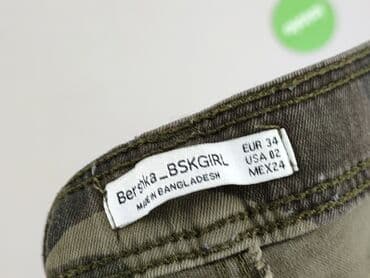 Bershka_BSKGIRL
MADE IN BANGLADESH
EUR 34
USA 02
MEX24